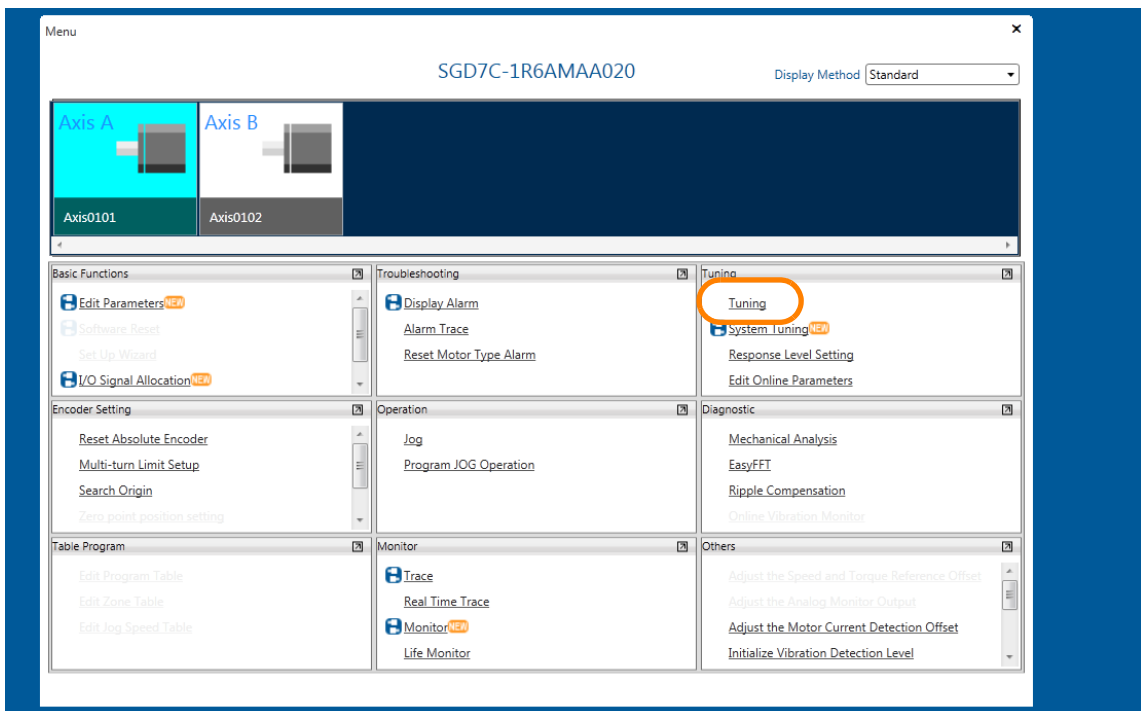 Menu
SGD7C-1R6AMAA020
Display Method Standard
Axis A
Axis B
Axis0101
Axis0102
Basic Functions
Edit Parameters NEW
Software Reset
Set Up Wizard
I/O Signal Allocation NEW
Troubleshooting
Display Alarm
Alarm Trace
Reset Motor Type Alarm
Tuning
Tuning
System Tuning NEW
Response Level Setting
Edit Online Parameters
Encoder Setting
Reset Absolute Encoder
Multi-turn Limit Setup
Search Origin
Zero point position setting
Operation
Jog
Program JOG Operation
Diagnostic
Mechanical Analysis
EasyFFT
Ripple Compensation
Online Vibration Monitor
Table Program
Edit Program Table
Edit Zone Table
Edit Jog Speed Table
Monitor
Trace
Real Time Trace
Monitor NEW
Life Monitor
Others
Adjust the Speed and Torque Reference Offset
Adjust the Analog Monitor Output
Adjust the Motor Current Detection Offset
Initialize Vibration Detection Level